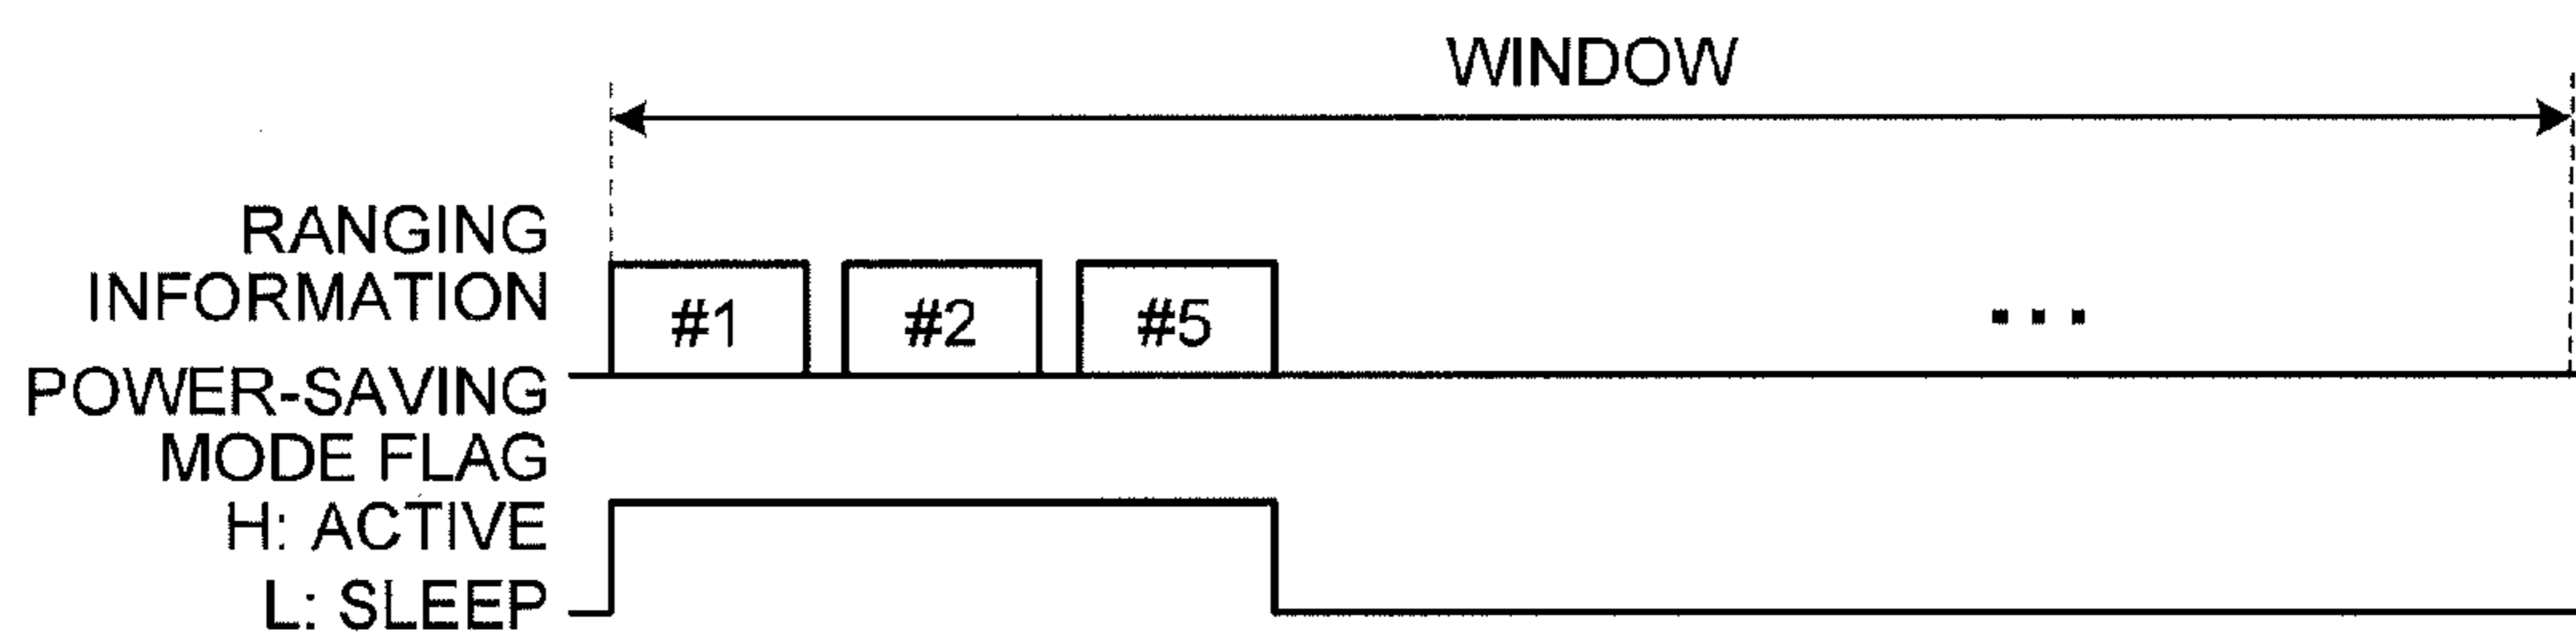 WINDOW
RANGING
INFORMATION
#1 #2 #5 ...
POWER-SAVING
MODE FLAG
H: ACTIVE
L: SLEEP